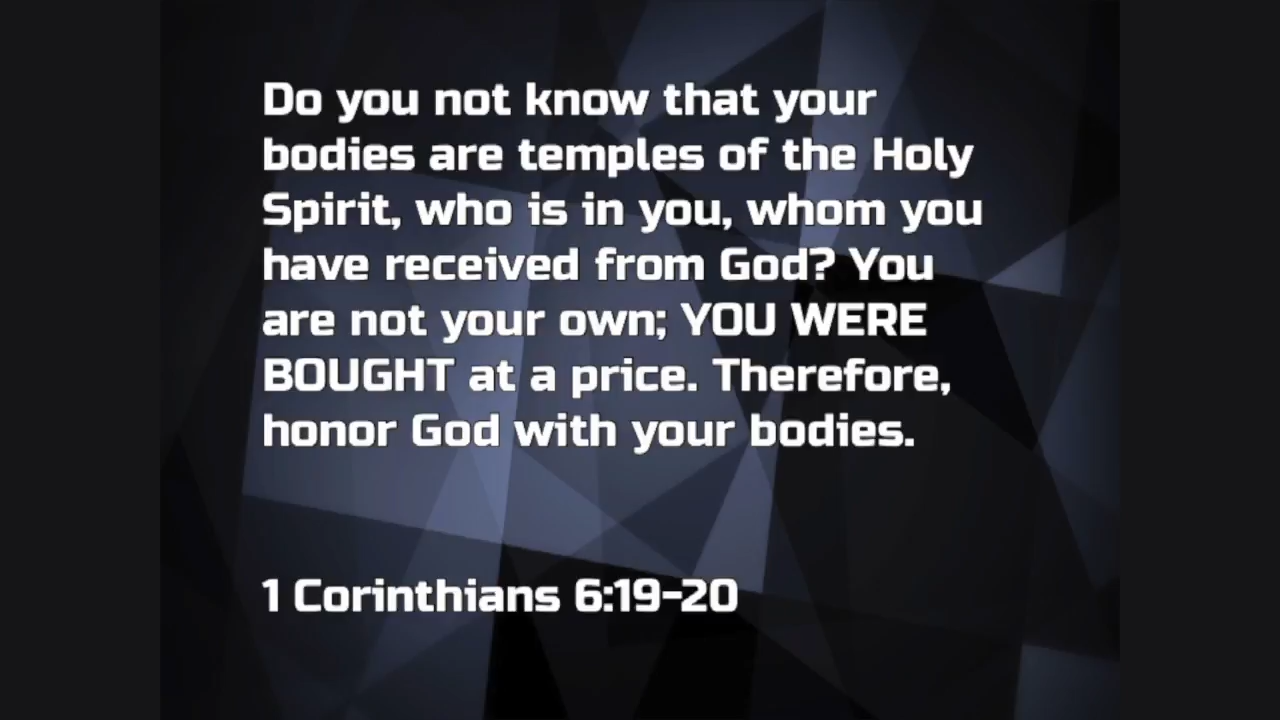 Do you not know that your
bodies are temples of the Holy
Spirit, who is in you, whom you
have received from God? You
are not your own; YOU WERE
BOUGHT at a price. Therefore,
honor God with your bodies.
1 Corinthians 6:19-20